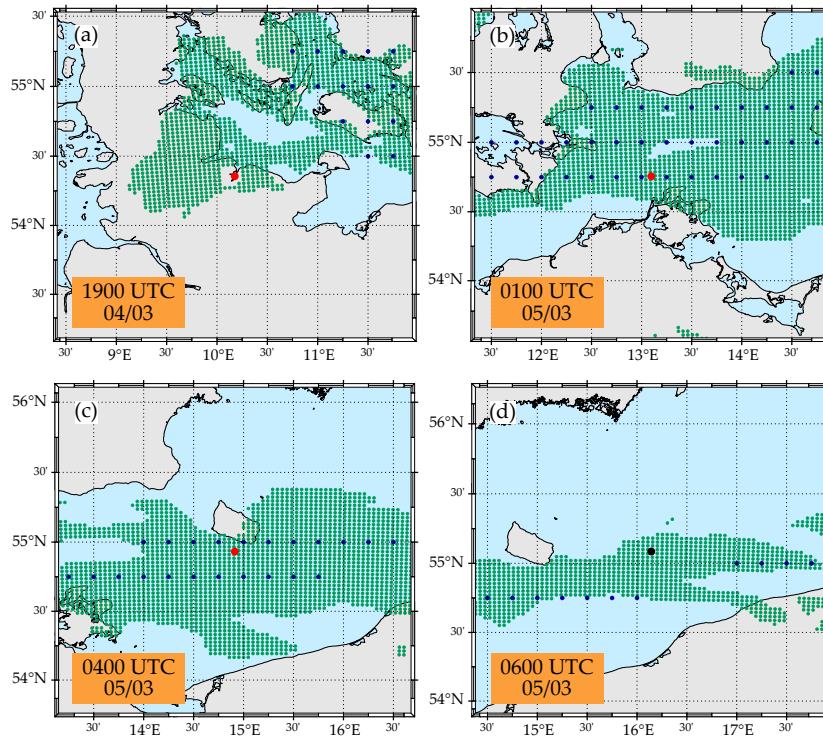 30'
(a)
55°N
30'
54°N
30'
1900 UTC
04/03
30'
9°E
30'
10°E
30'
11°E
30'
(b)
30'
55°N
30'
54°N
0100 UTC
05/03
12°E
30'
13°E
30'
14°E
30'
56°N
(c)
30'
55°N
30'
54°N
0400 UTC
05/03
30'
14°E
30'
15°E
30'
16°E
30'
56°N
(d)
30'
55°N
30'
54°N
0600 UTC
05/03
30'
15°E
30'
16°E
30'
17°E
30'